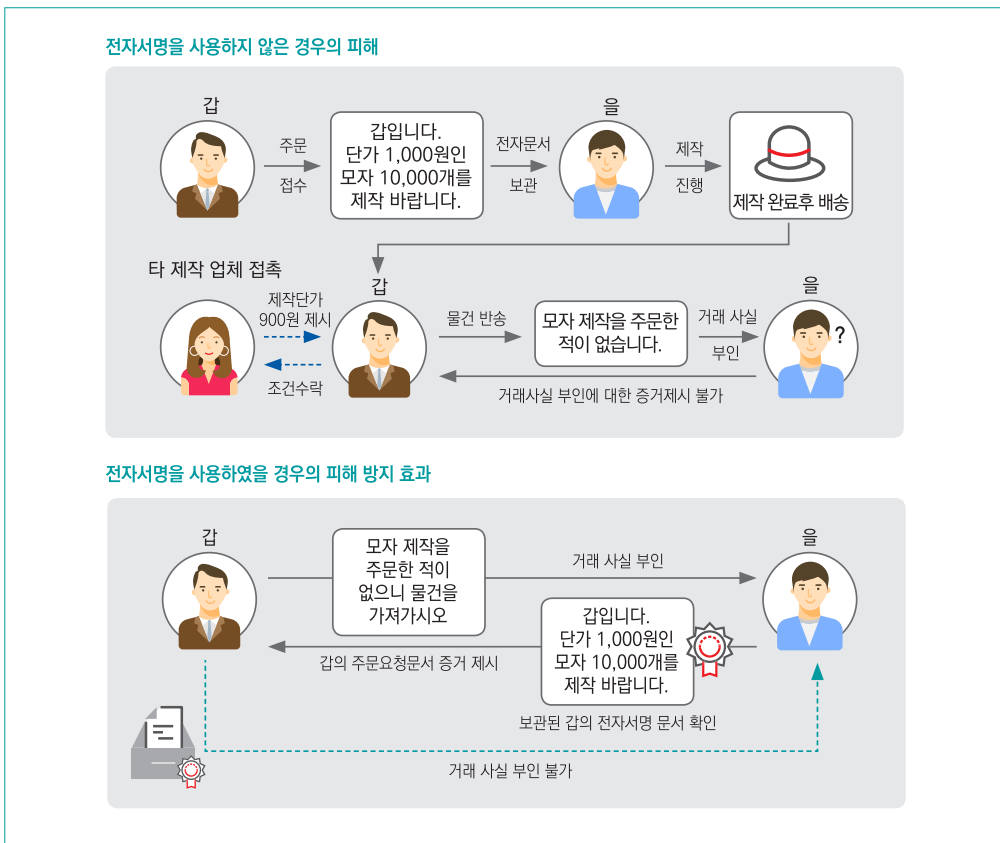 전자서명을 사용하지 않은 경우의 피해
갑
주문
접수
갑입니다.
단가 1,000원인
모자 10,000개를
제작 바랍니다.
전자문서
보관
을
제작
진행
제작 완료후 배송
타 제작 업체 접촉
제작단가
900원 제시
조건수락
갑
물건 반송
모자 제작을 주문한
적이 없습니다.
거래 사실
부인
을
?
거래사실 부인에 대한 증거제시 불가
전자서명을 사용하였을 경우의 피해 방지 효과
갑
모자 제작을
주문한 적이
없으니 물건을
가져가시오
거래 사실 부인
을
갑의 주문요청문서 증거 제시
갑입니다.
단가 1,000원인
모자 10,000개를
제작 바랍니다.
보관된 갑의 전자서명 문서 확인
거래 사실 부인 불가